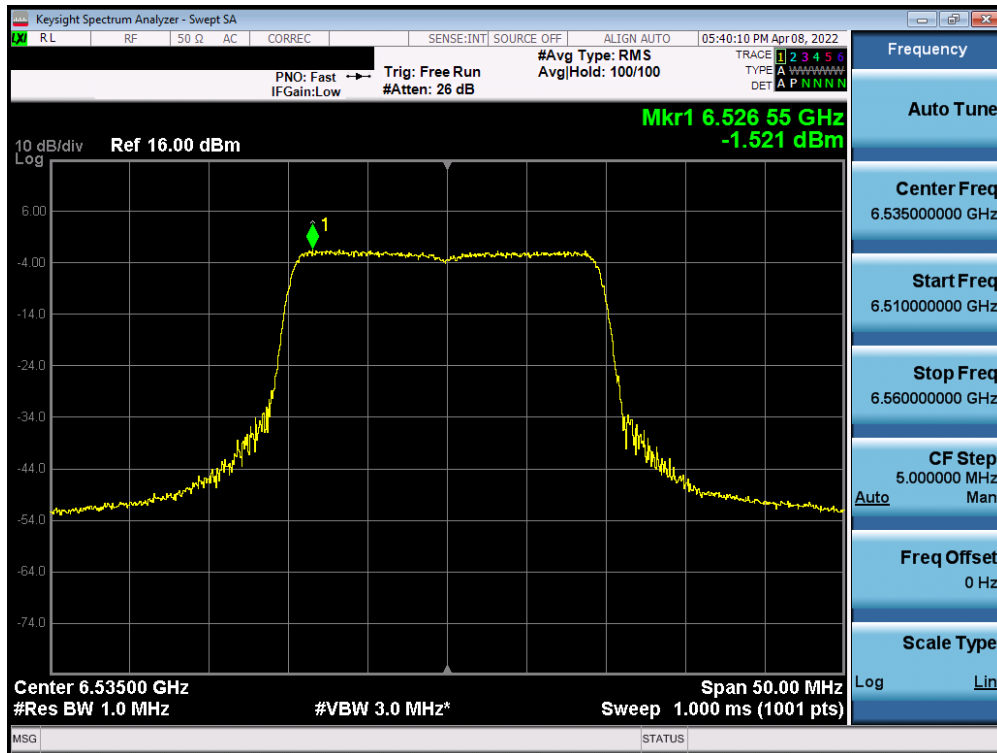 Keysight Spectrum Analyzer - Swept SA
LXI RL RF 50 Ω AC CORREC SENSE:INT SOURCE OFF ALIGN AUTO 05:40:10 PM Apr 08, 2022
#Avg Type: RMS TRACE 1 2 3 4 5 6
PNO: Fast Trig: Free Run Avg|Hold: 100/100 TYPE A WWWWW
IFGain:Low #Atten: 26 dB DET A P N N N N
Mkr1 6.526 55 GHz
-1.521 dBm
10 dB/div Ref 16.00 dBm
Log
1
6.00
-4.00
-14.0
-24.0
-34.0
-44.0
-54.0
-64.0
-74.0
Center 6.53500 GHz Span 50.00 MHz
#Res BW 1.0 MHz #VBW 3.0 MHz* Sweep 1.000 ms (1001 pts)
MSG STATUS
Frequency
Auto Tune
Center Freq
6.535000000 GHz
Start Freq
6.510000000 GHz
Stop Freq
6.560000000 GHz
CF Step
5.000000 MHz
Auto Man
Freq Offset
0 Hz
Scale Type
Log Lin